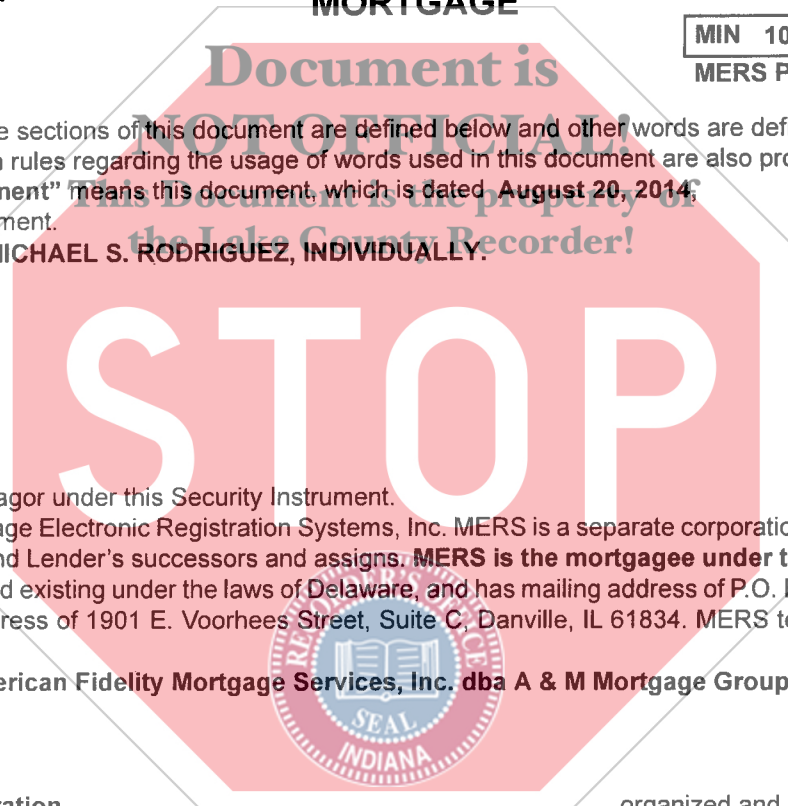 MORTGAGE
MIN 10
MERS P
Document is
NOT OFFICIAL!
This Document is the property of
the Lake County Recorder!
e sections of this document are defined below and other words are defi
n rules regarding the usage of words used in this document are also pro
nent” means this document, which is dated August 20, 2014,
ment.
MICHAEL S. RODRIGUEZ, INDIVIDUALLY.
STOP
agor under this Security Instrument.
age Electronic Registration Systems, Inc. MERS is a separate corporatio
nd Lender's successors and assigns. MERS is the mortgagee under t
d existing under the laws of Delaware, and has mailing address of P.O.
ress of 1901 E. Voorhees Street, Suite C, Danville, IL 61834. MERS te
erican Fidelity Mortgage Services, Inc. dba A & M Mortgage Group
RECORDER'S OFFICE
SEAL
INDIANA
ration
organized and